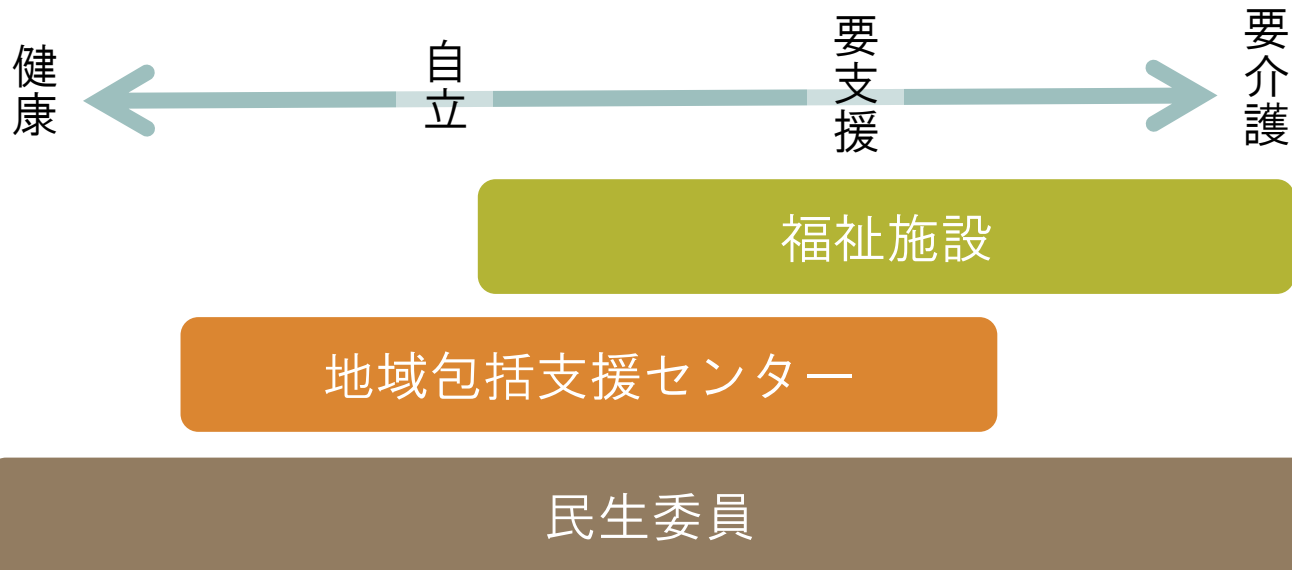 健康
自立
要支援
要介護
福祉施設
地域包括支援センター
民生委員